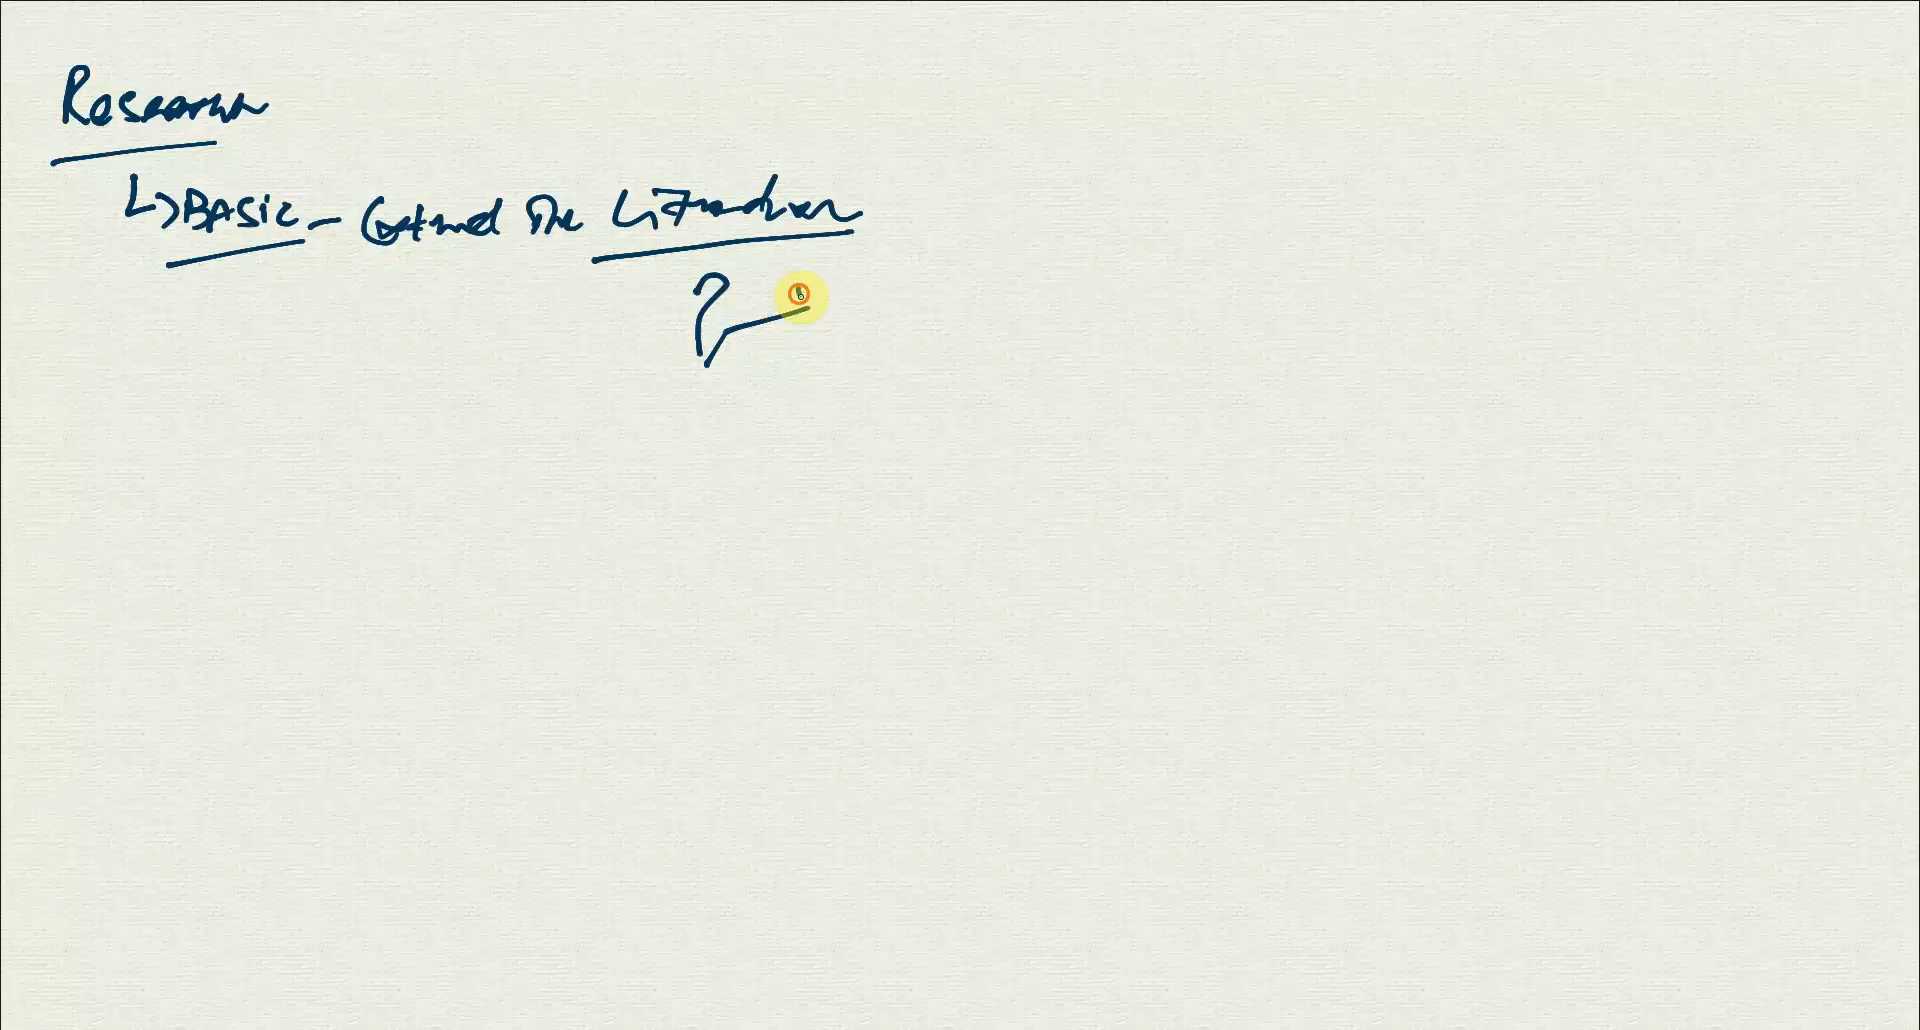 Research
↳ BASIC - Extend The Literature
?